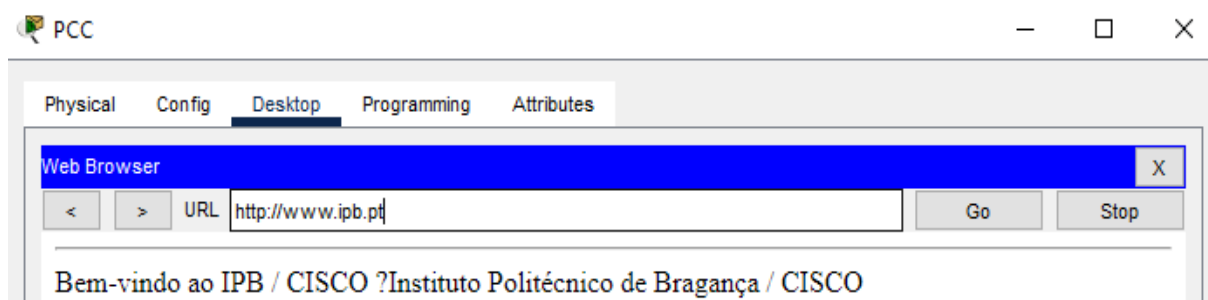 PCC
Physical Config Desktop Programming Attributes
Web Browser X
< > URL http://www.ipb.pt Go Stop
Bem-vindo ao IPB / CISCO ?Instituto Politécnico de Bragança / CISCO